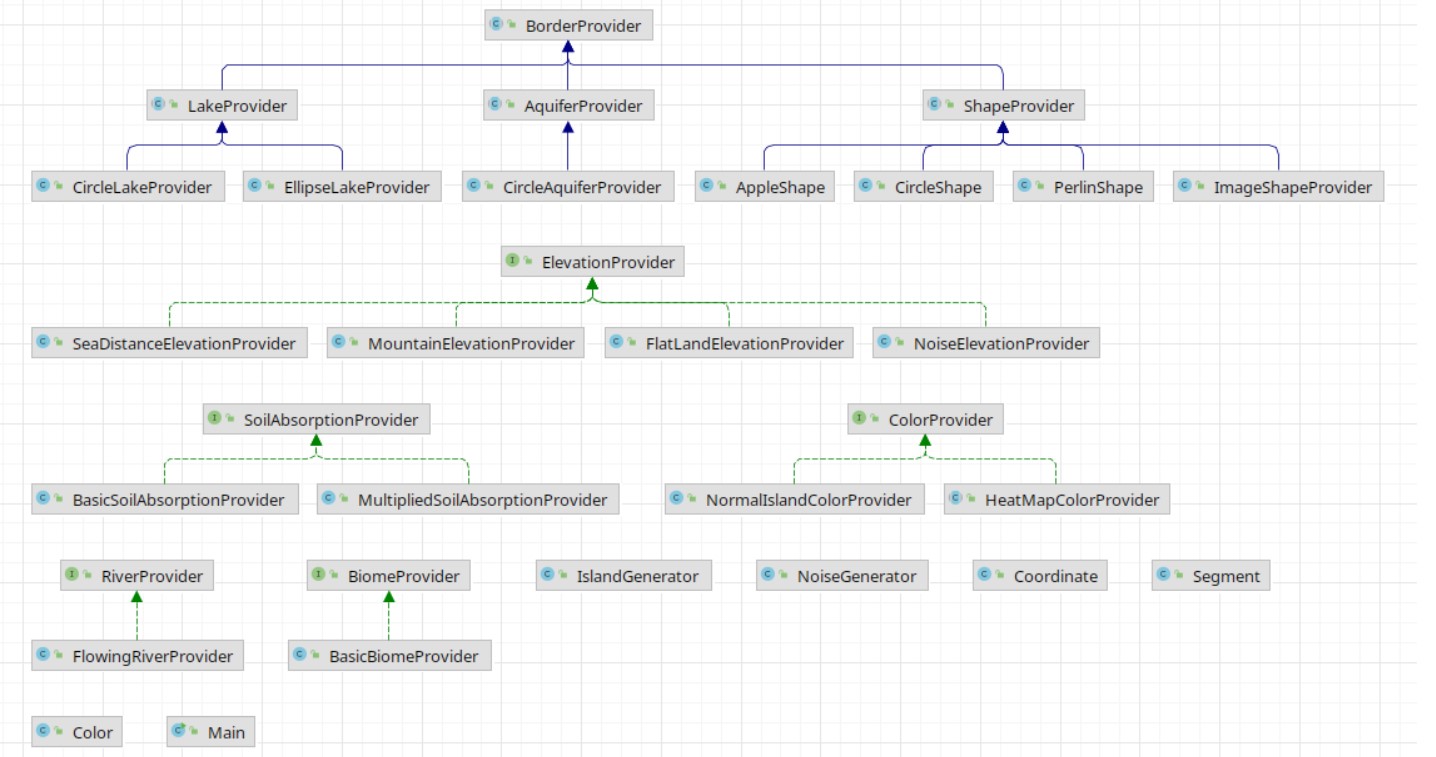 BorderProvider
LakeProvider AquiferProvider ShapeProvider
CircleLakeProvider EllipseLakeProvider CircleAquiferProvider AppleShape CircleShape PerlinShape ImageShapeProvider
ElevationProvider
SeaDistanceElevationProvider MountainElevationProvider FlatLandElevationProvider NoiseElevationProvider
SoilAbsorptionProvider ColorProvider
BasicSoilAbsorptionProvider MultipliedSoilAbsorptionProvider NormalIslandColorProvider HeatMapColorProvider
RiverProvider BiomeProvider IslandGenerator NoiseGenerator Coordinate Segment
FlowingRiverProvider BasicBiomeProvider
Color Main